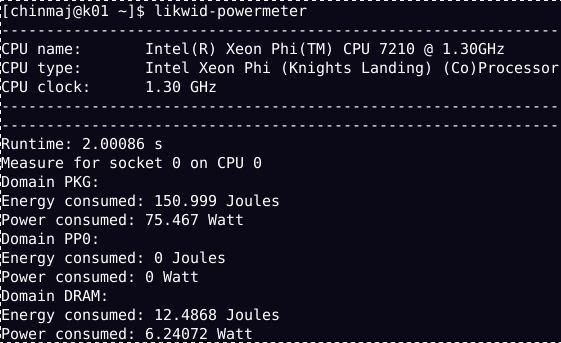 [chinmaj@k01 ~]$ likwid-powermeter
--------------------------------------------------------------
CPU name:       Intel(R) Xeon Phi(TM) CPU 7210 @ 1.30GHz
CPU type:       Intel Xeon Phi (Knights Landing) (Co)Processor
CPU clock:      1.30 GHz
--------------------------------------------------------------
--------------------------------------------------------------
Runtime: 2.00086 s
Measure for socket 0 on CPU 0
Domain PKG:
Energy consumed: 150.999 Joules
Power consumed: 75.467 Watt
Domain PP0:
Energy consumed: 0 Joules
Power consumed: 0 Watt
Domain DRAM:
Energy consumed: 12.4868 Joules
Power consumed: 6.24072 Watt